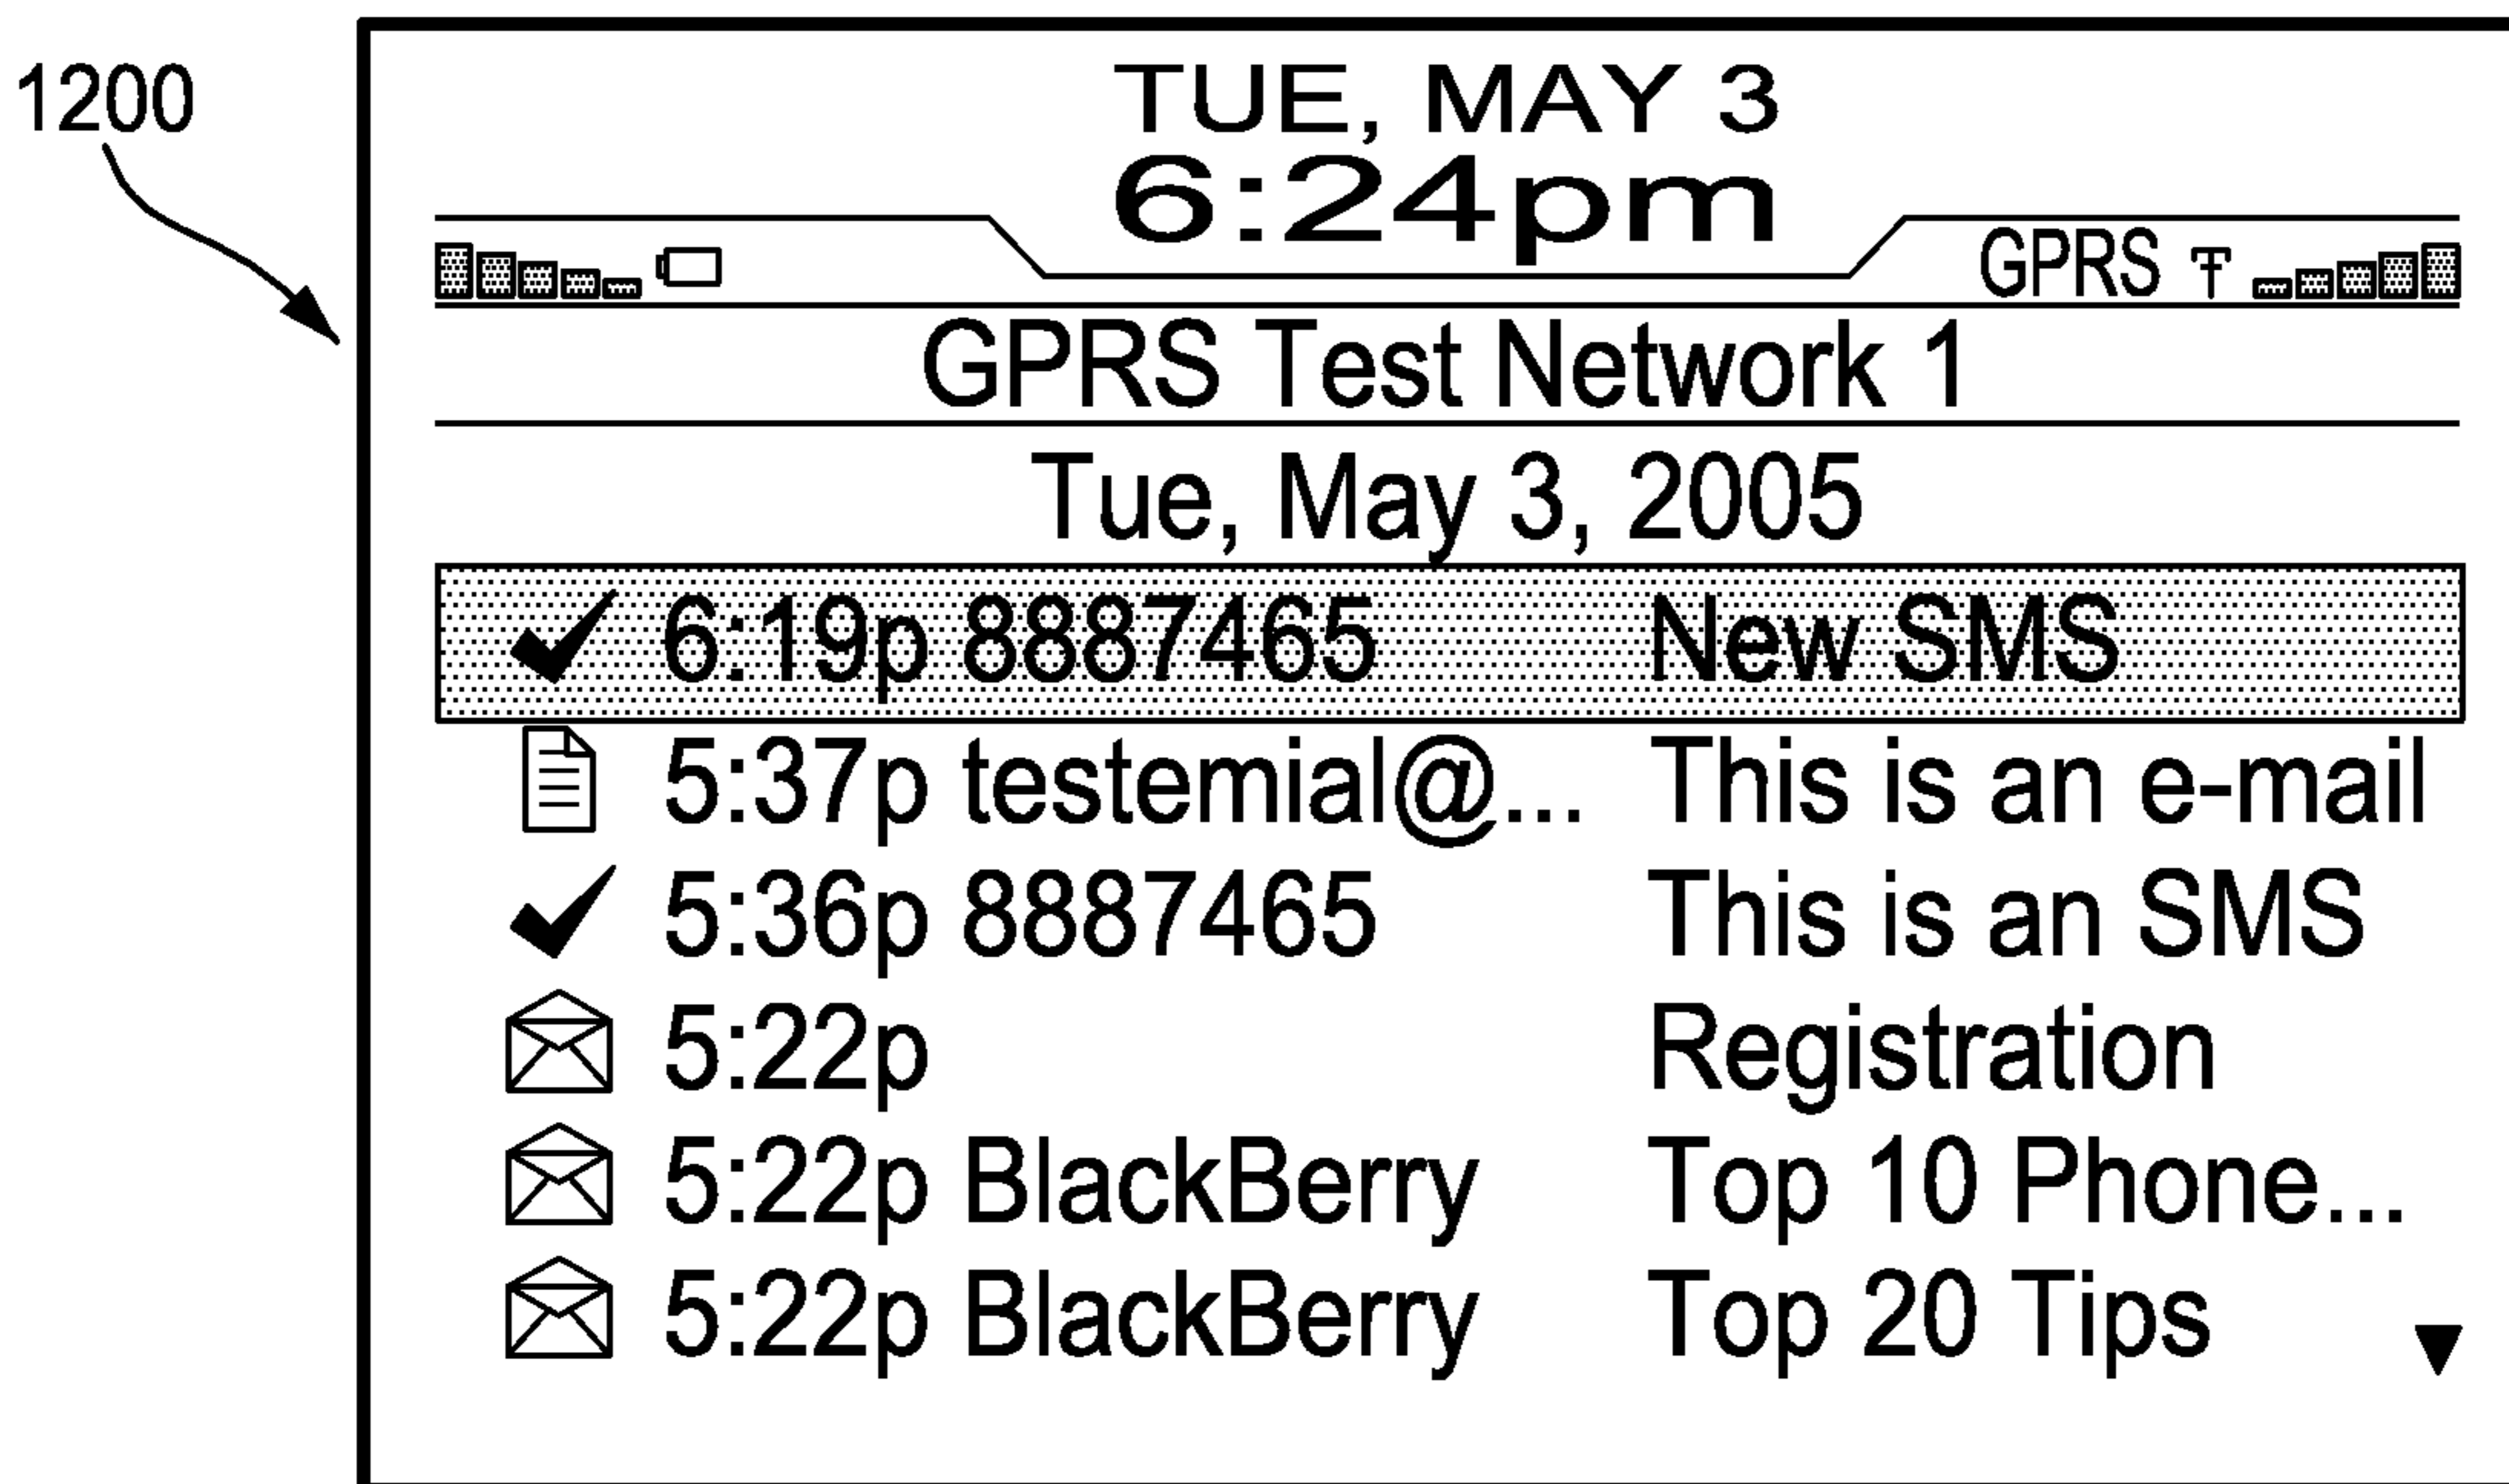 1200
TUE, MAY 3
6:24pm
GPRS
GPRS Test Network 1
Tue, May 3, 2005
6:19p 8887465 New SMS
5:37p testemial@... This is an e-mail
5:36p 8887465 This is an SMS
5:22p Registration
5:22p BlackBerry Top 10 Phone...
5:22p BlackBerry Top 20 Tips